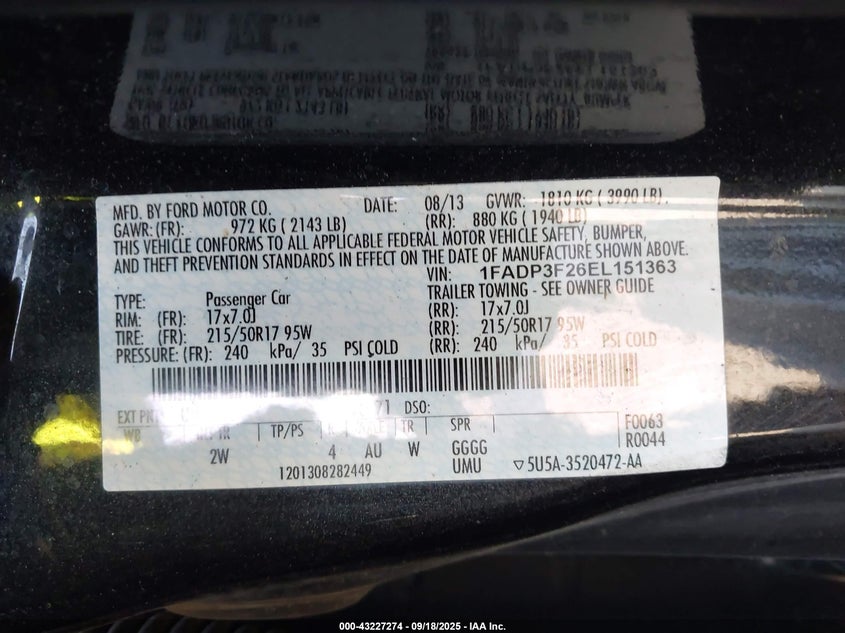 MFD. BY FORD MOTOR CO. DATE: 08/13 GVWR: 1810 KG ( 3990 LB).
GAWR:(FR): 972 KG ( 2143 LB) (RR): 880 KG ( 1940 LB)
THIS VEHICLE CONFORMS TO ALL APPLICABLE FEDERAL MOTOR VEHICLE SAFETY, BUMPER,
AND THEFT PREVENTION STANDARDS IN EFFECT ON THE DATE OF MANUFACTURE SHOWN ABOVE.
VIN: 1FADP3F26EL151363
TYPE: Passenger Car TRAILER TOWING - SEE OWNER GUIDE
RIM: (FR): 17x7.0J (RR): 17x7.0J
TIRE: (FR): 215/50R17 95W (RR): 215/50R17 95W
PRESSURE: (FR): 240 kPa/ 35 PSI COLD (RR): 240 kPa/ 35 PSI COLD
EXT PNT: 71 DSO:
WB TP/PS TR SPR F0063
2W 4 AU W GGGG R0044
1201308282449 UMU ▽5U5A-3520472-AA
000-43227274 - 09/18/2025 - IAA Inc.